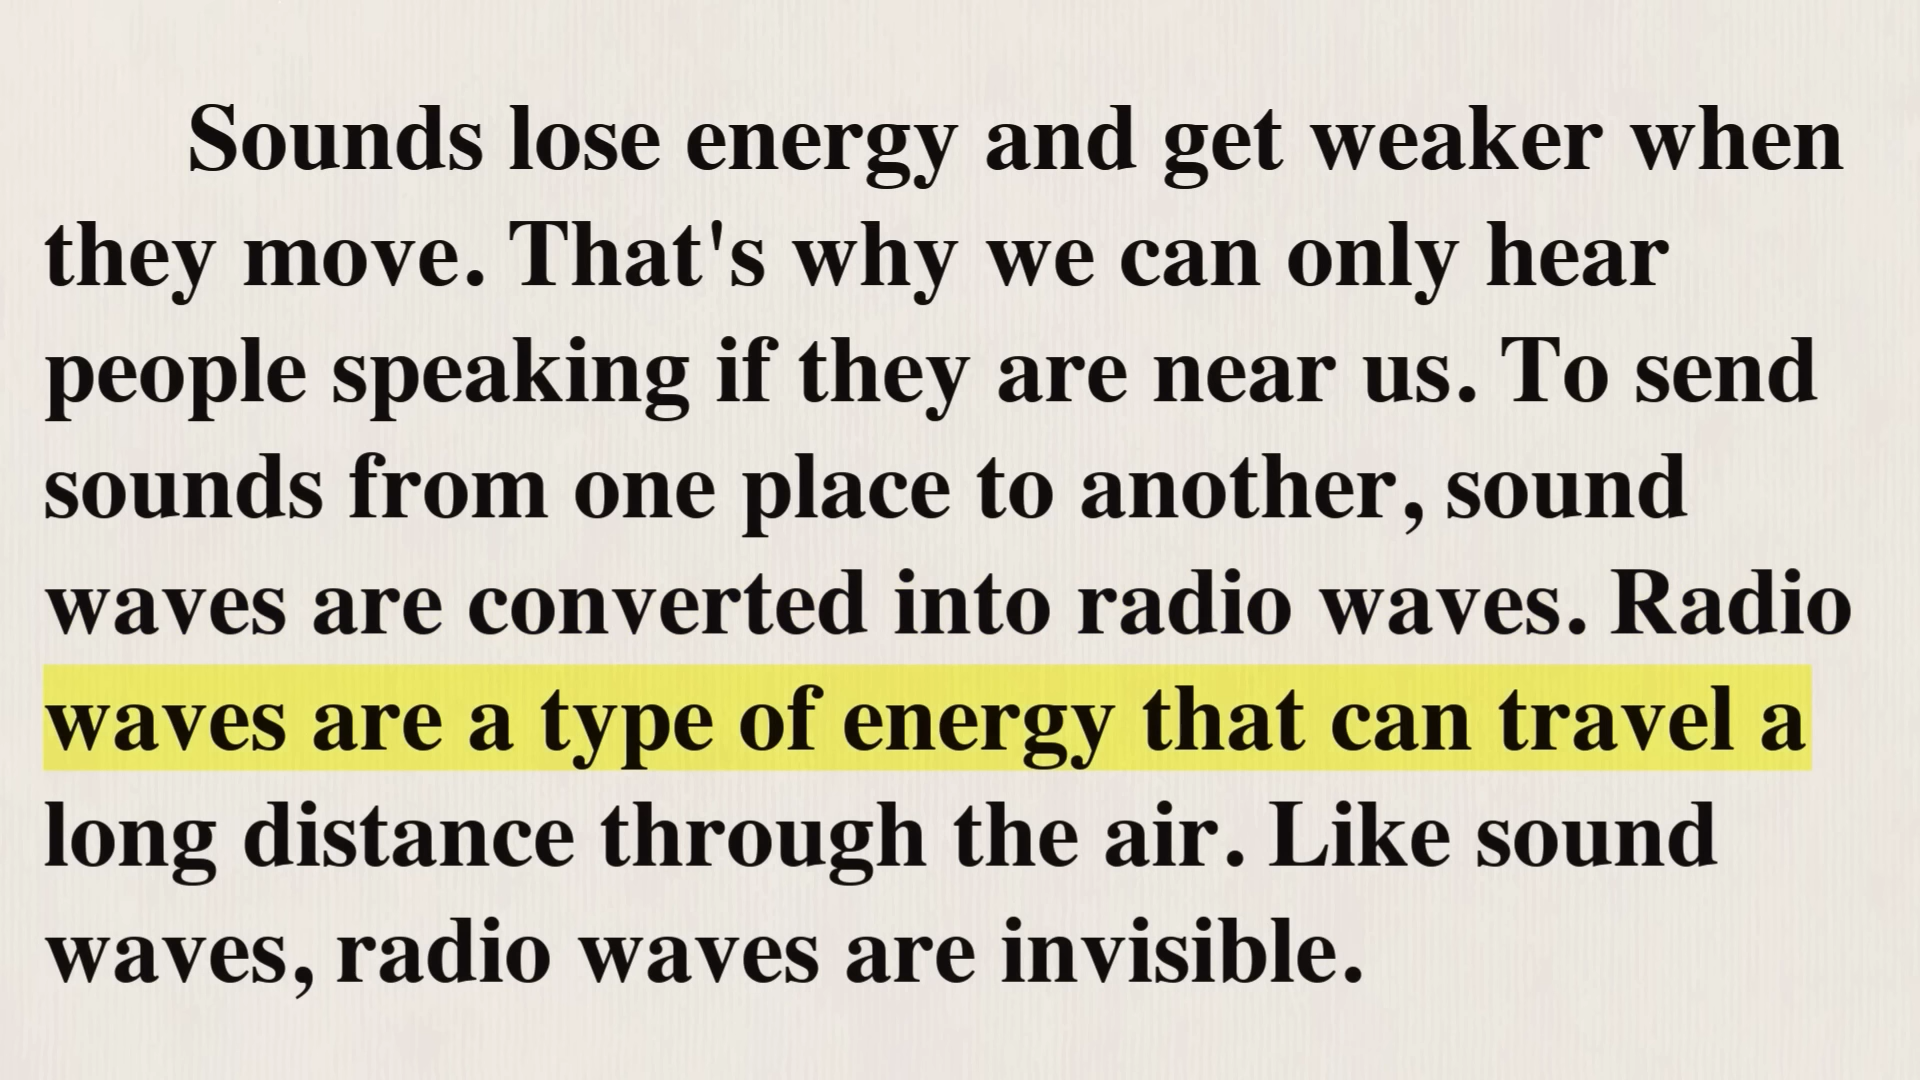 Sounds lose energy and get weaker when
they move. That's why we can only hear
people speaking if they are near us. To send
sounds from one place to another, sound
waves are converted into radio waves. Radio
waves are a type of energy that can travel a
long distance through the air. Like sound
waves, radio waves are invisible.